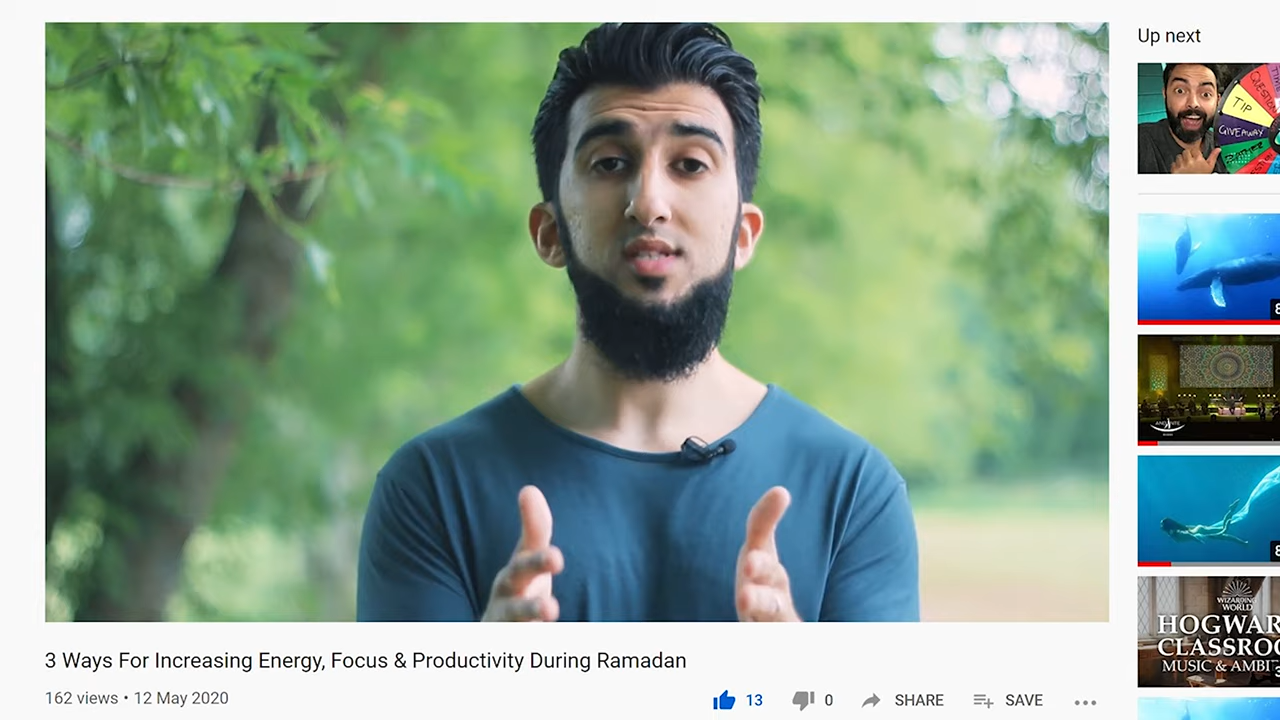 Up next
TIP
GIVEAWAY
3 Ways For Increasing Energy, Focus & Productivity During Ramadan
162 views • 12 May 2020
13
0
SHARE
SAVE
WIZARDING
WORLD
HOGWAR
CLASSROO
MUSIC & AMBI